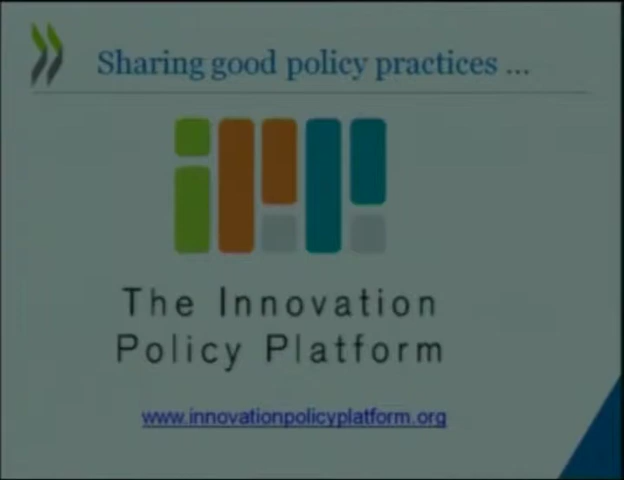 Sharing good policy practices ...
The Innovation
Policy Platform
www.innovationpolicyplatform.org